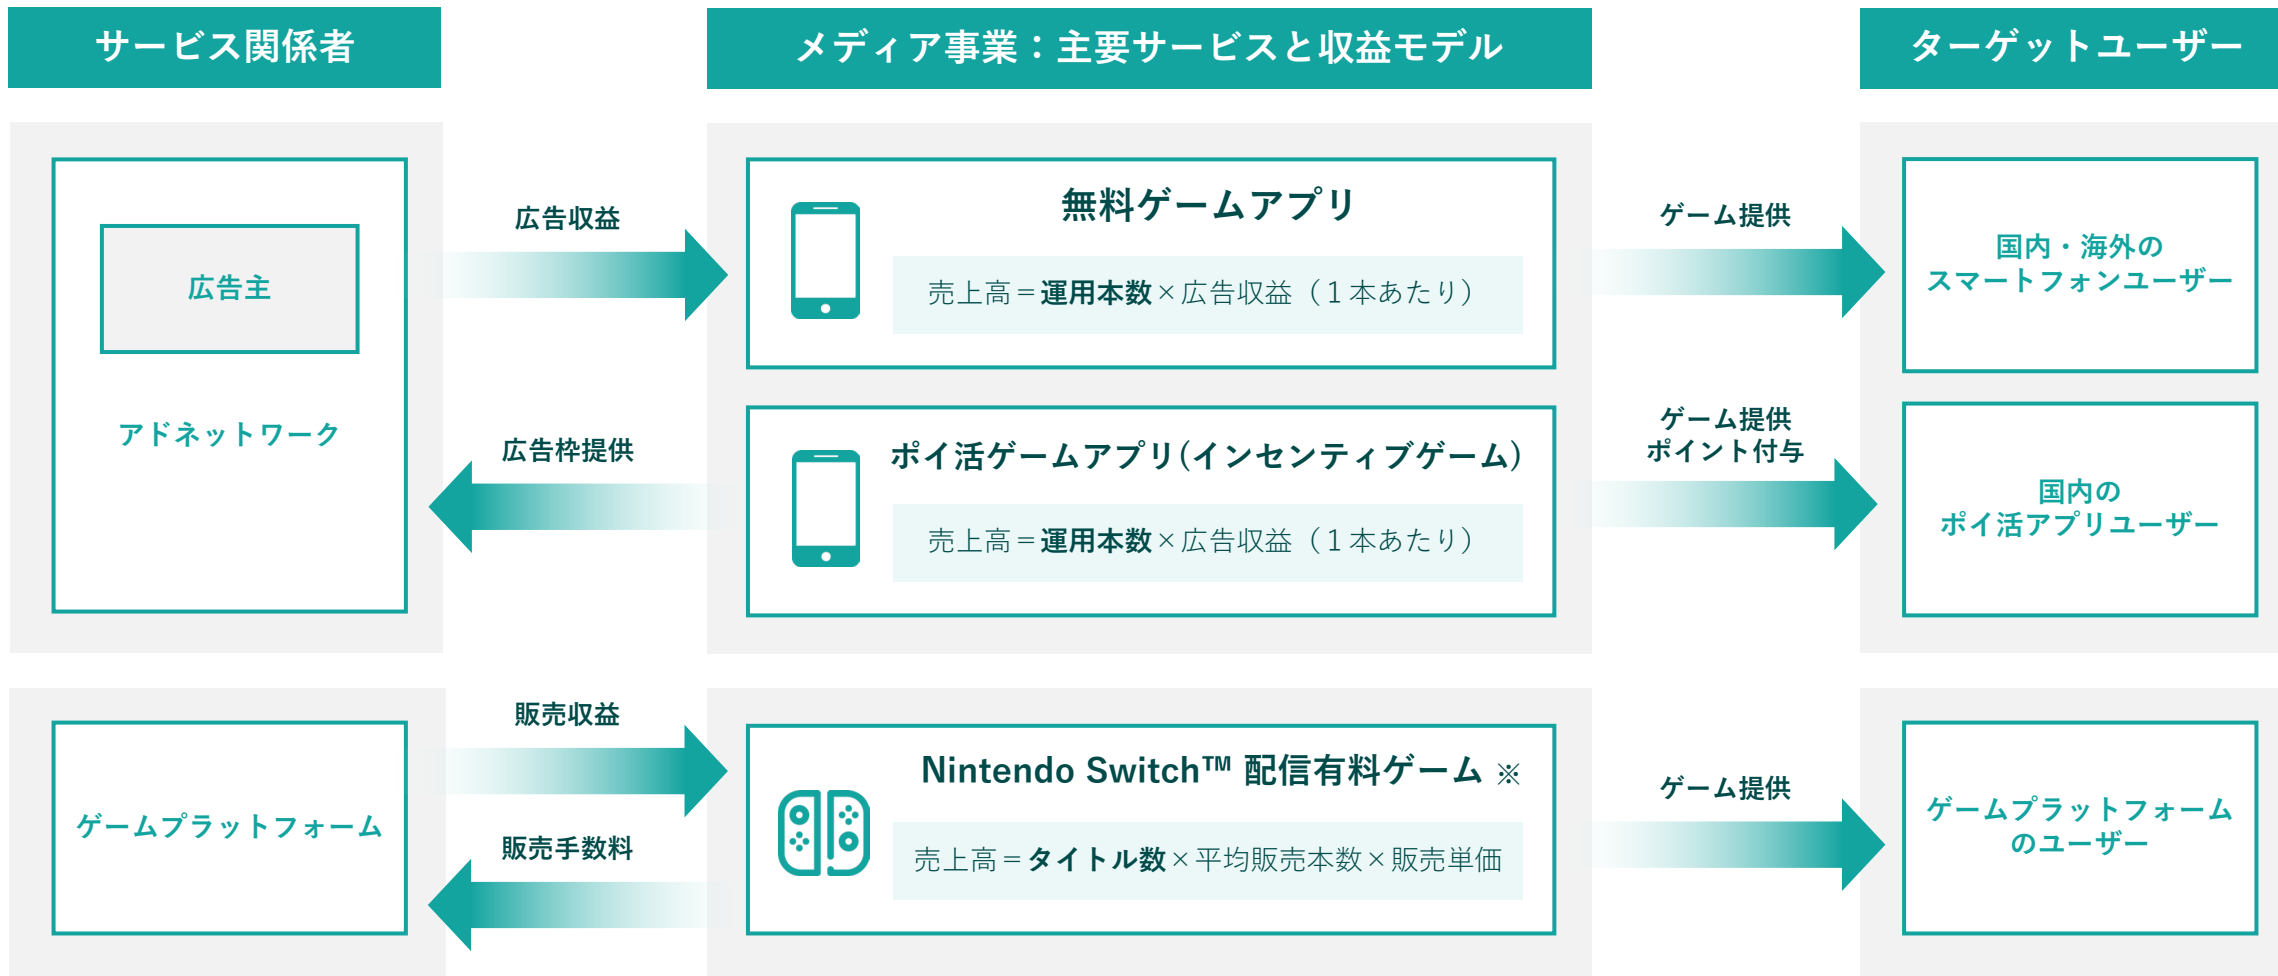 サービス関係者
メディア事業：主要サービスと収益モデル
ターゲットユーザー
広告主
アドネットワーク
広告収益
広告枠提供
無料ゲームアプリ
売上高＝運用本数×広告収益（１本あたり）
ポイ活ゲームアプリ(インセンティブゲーム)
売上高＝運用本数×広告収益（１本あたり）
ゲーム提供
ゲーム提供
ポイント付与
国内・海外の
スマートフォンユーザー
国内の
ポイ活アプリユーザー
ゲームプラットフォーム
販売収益
販売手数料
Nintendo Switch™ 配信有料ゲーム ※
売上高＝タイトル数×平均販売本数×販売単価
ゲーム提供
ゲームプラットフォーム
のユーザー